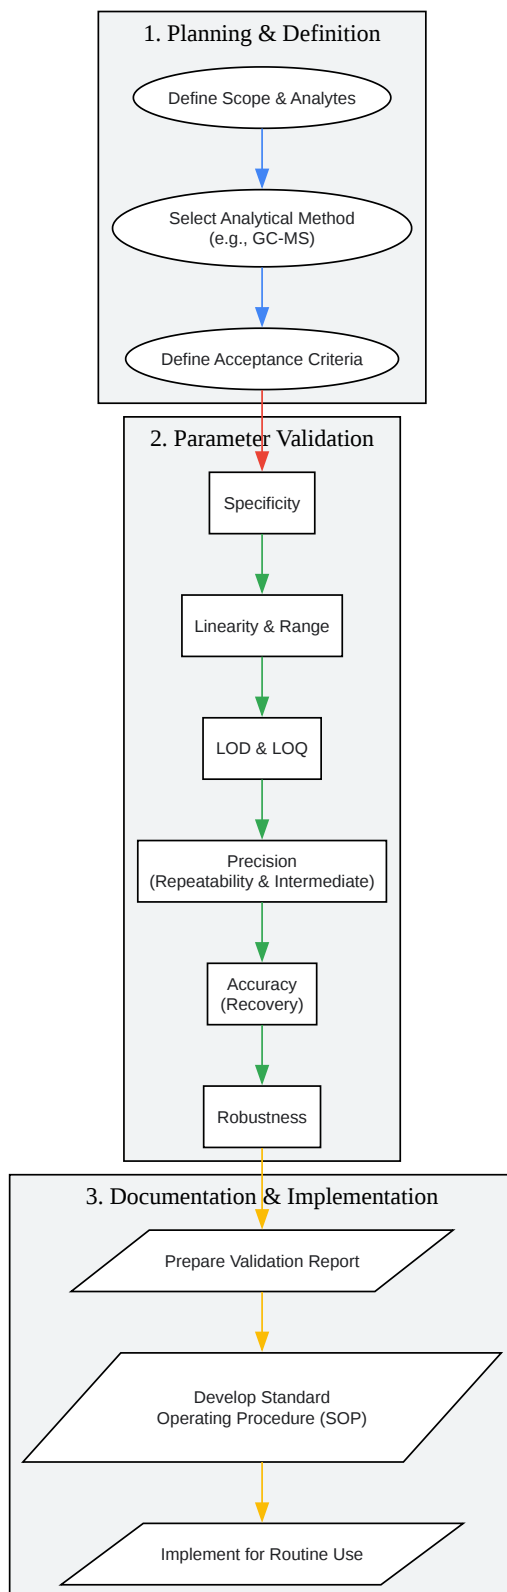 1. Planning & Definition
Define Scope & Analytes
Select Analytical Method
(e.g., GC-MS)
Define Acceptance Criteria
2. Parameter Validation
Specificity
Linearity & Range
LOD & LOQ
Precision
(Repeatability & Intermediate)
Accuracy
(Recovery)
Robustness
3. Documentation & Implementation
Prepare Validation Report
Develop Standard
Operating Procedure (SOP)
Implement for Routine Use